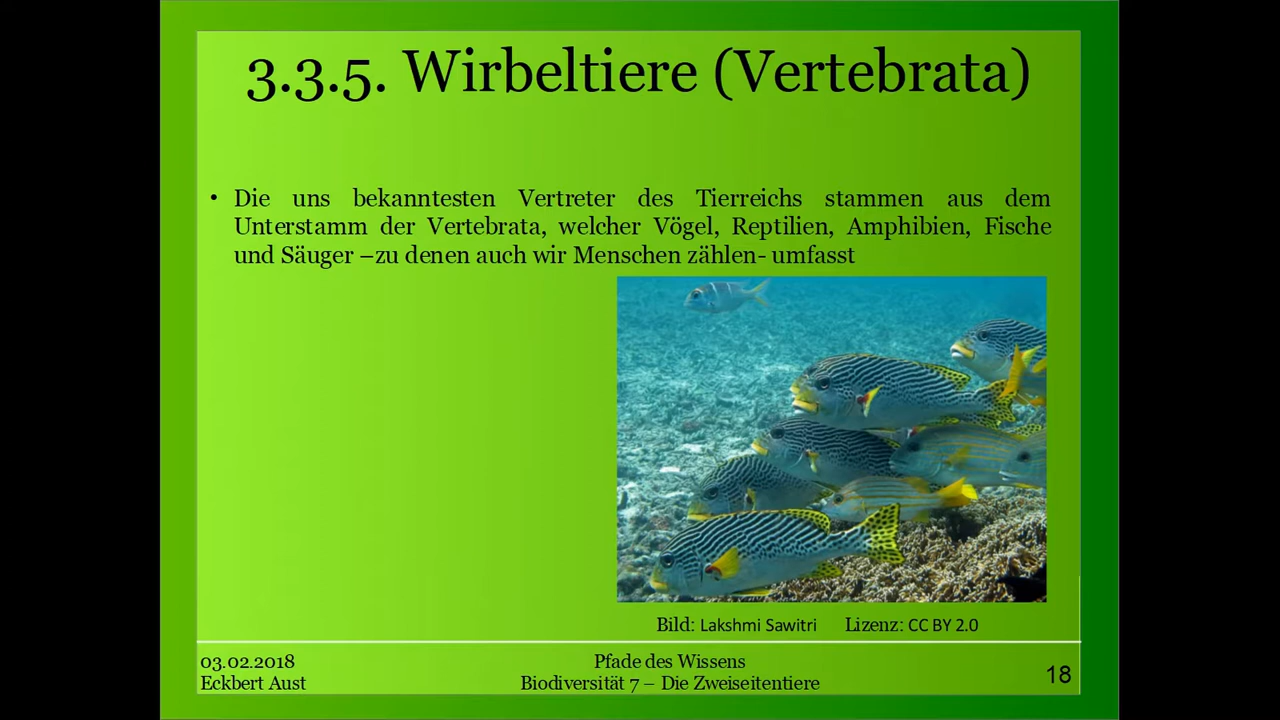 3.3.5. Wirbeltiere (Vertebrata)
• Die uns bekanntesten Vertreter des Tierreichs stammen aus dem
Unterstamm der Vertebrata, welcher Vögel, Reptilien, Amphibien, Fische
und Säuger –zu denen auch wir Menschen zählen- umfasst
Bild: Lakshmi Sawitri Lizenz: CC BY 2.0
03.02.2018
Eckbert Aust
Pfade des Wissens
Biodiversität 7 – Die Zweiseitentiere
18